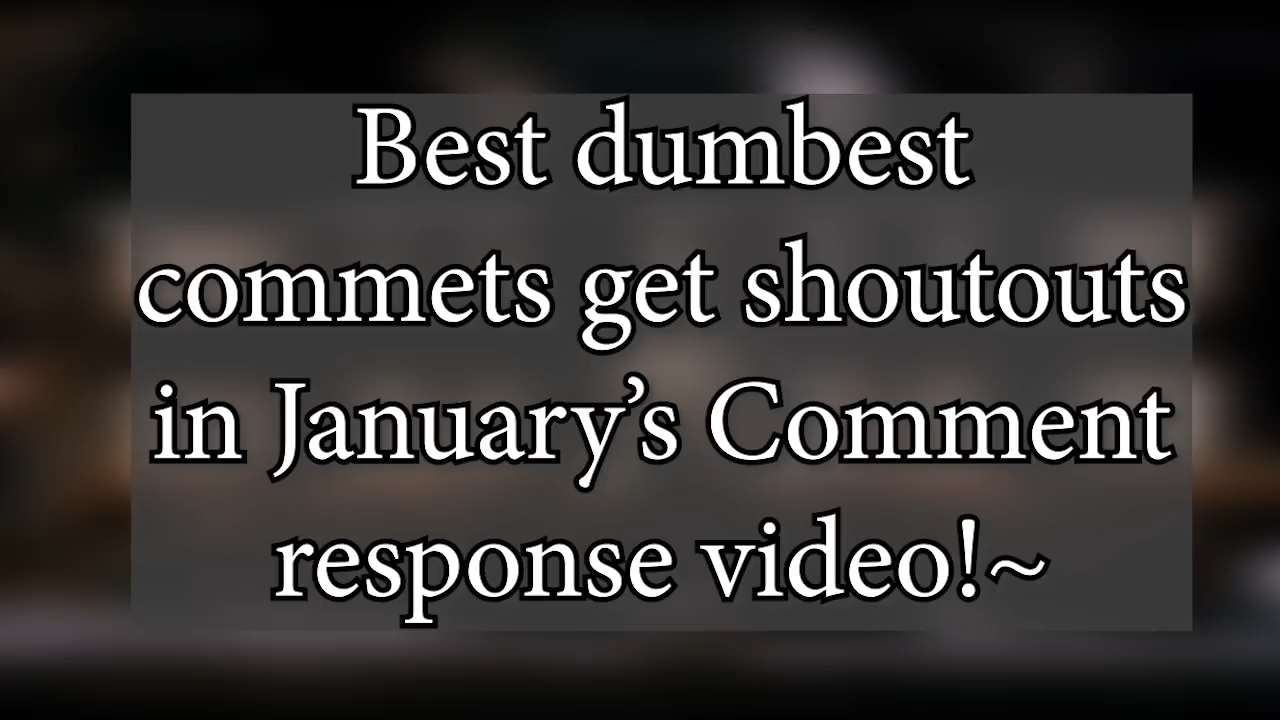 Best dumbest
commets get shoutouts
in January’s Comment
response video!~